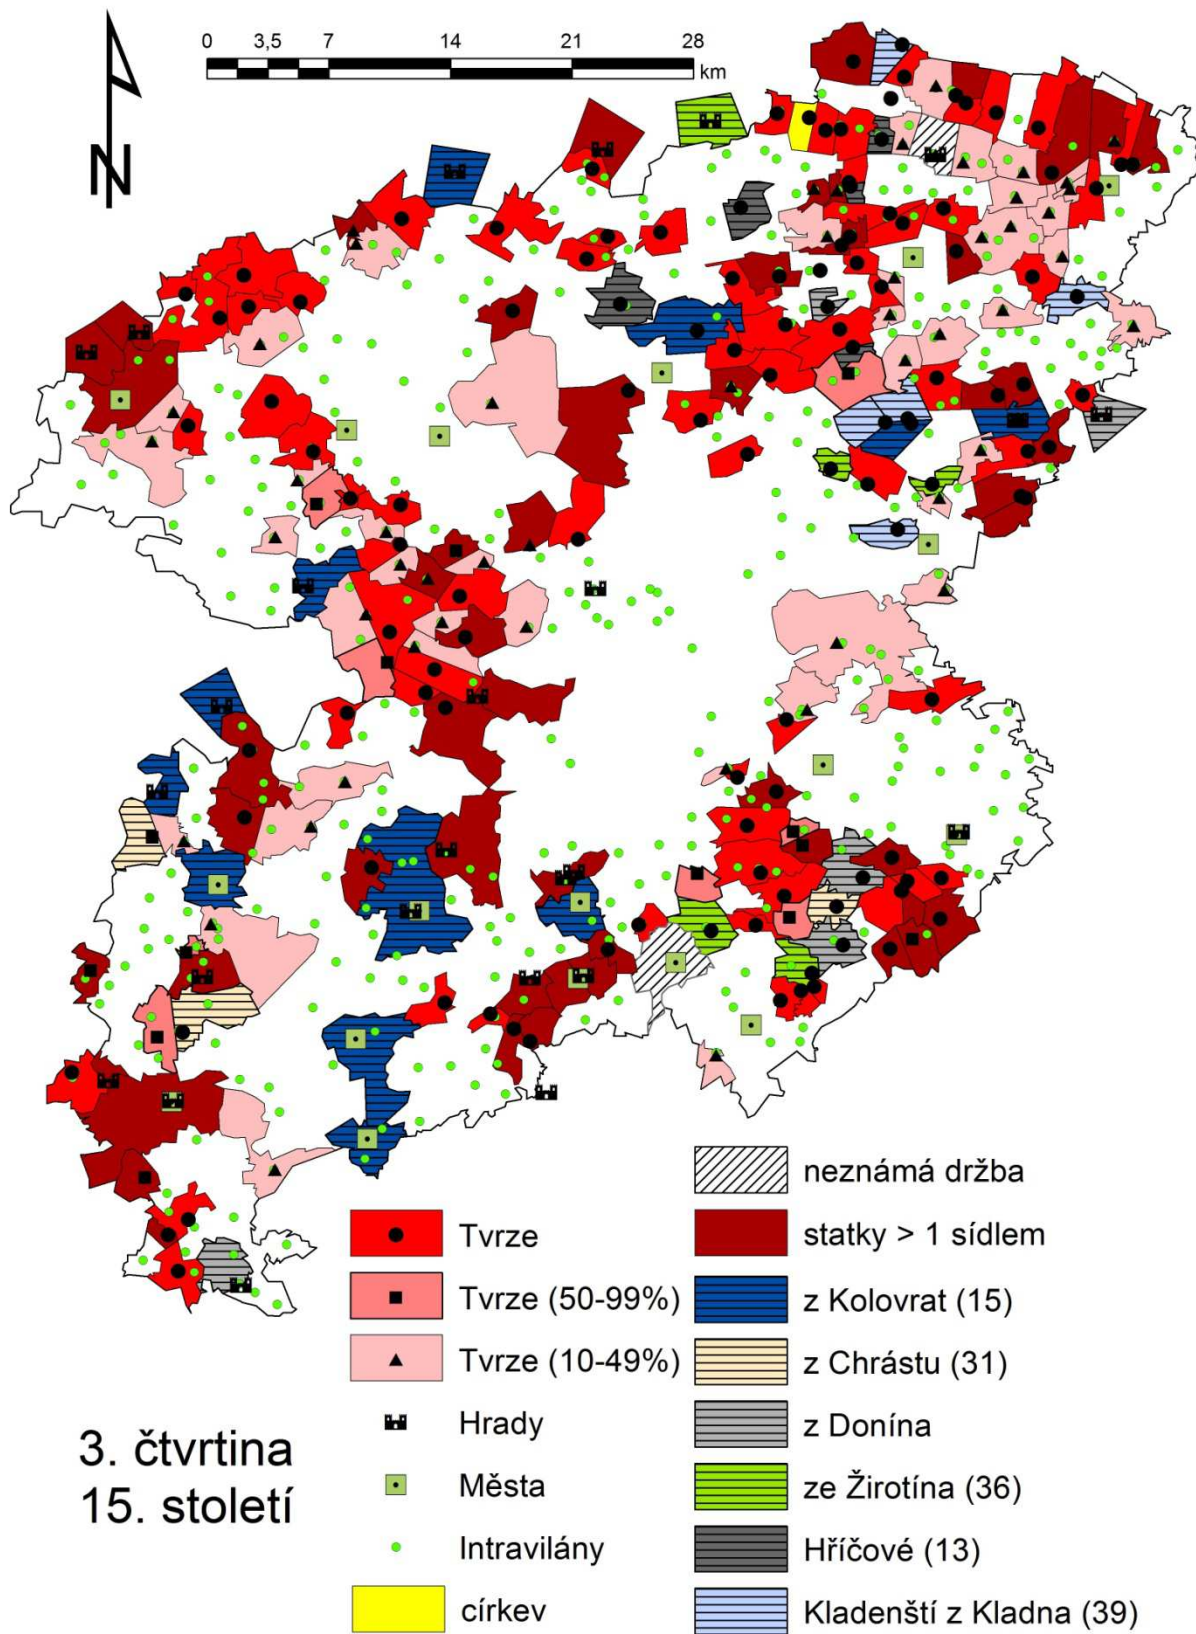 0 3,5 7 14 21 28
km
N
neznámá držba
Tvrze
statky > 1 sídlem
Tvrze (50-99%)
z Kolovrat (15)
Tvrze (10-49%)
z Chrástu (31)
Hrady
z Donína
3. čtvrtina
15. století
Města
ze Žirotína (36)
Intravilány
Hříčové (13)
církev
Kladenští z Kladna (39)